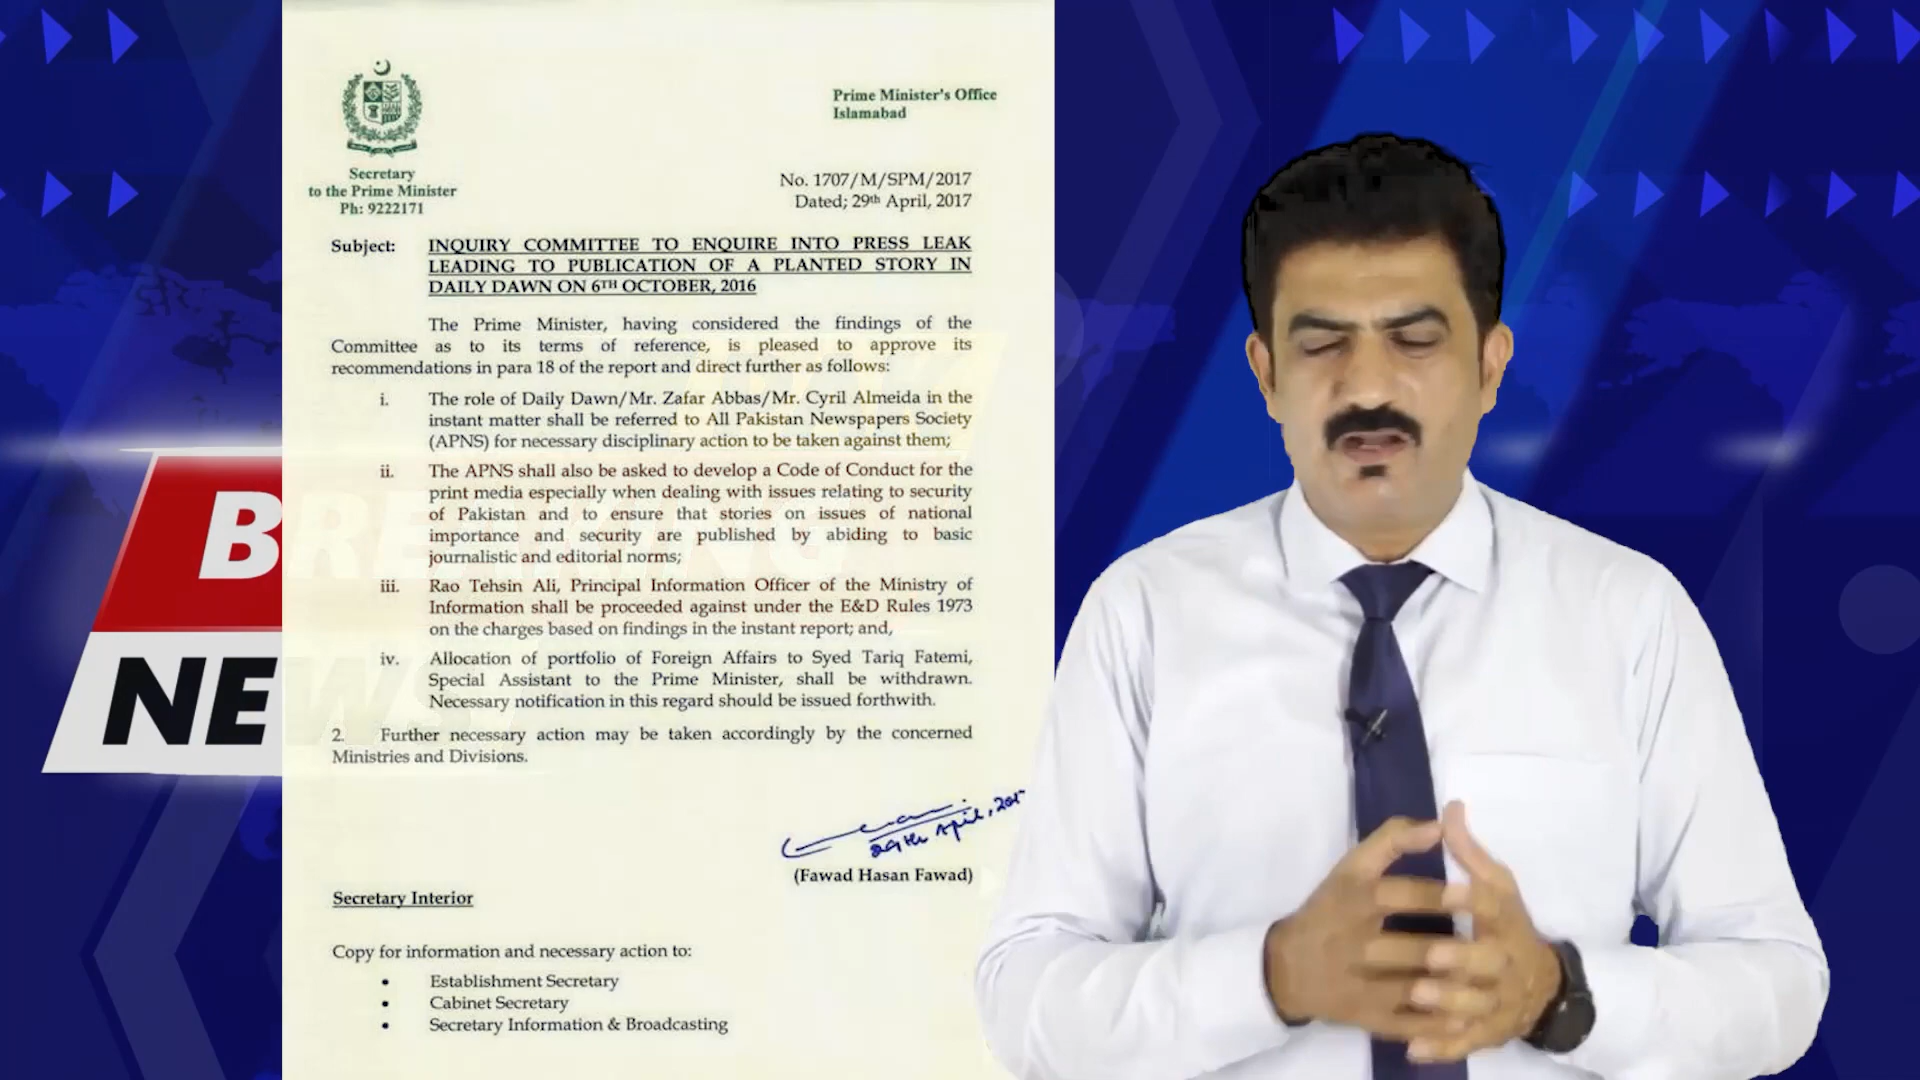 Prime Minister's Office
Islamabad
Secretary
to the Prime Minister
Ph: 9222171
No. 1707/M/SPM/2017
Dated; 29th April, 2017
Subject: INQUIRY COMMITTEE TO ENQUIRE INTO PRESS LEAK
LEADING TO PUBLICATION OF A PLANTED STORY IN
DAILY DAWN ON 6TH OCTOBER, 2016
The Prime Minister, having considered the findings of the
Committee as to its terms of reference, is pleased to approve its
recommendations in para 18 of the report and direct further as follows:
i. The role of Daily Dawn/Mr. Zafar Abbas/Mr. Cyril Almeida in the
instant matter shall be referred to All Pakistan Newspapers Society
(APNS) for necessary disciplinary action to be taken against them;
ii. The APNS shall also be asked to develop a Code of Conduct for the
print media especially when dealing with issues relating to security
of Pakistan and to ensure that stories on issues of national
importance and security are published by abiding to basic
journalistic and editorial norms;
iii. Rao Tehsin Ali, Principal Information Officer of the Ministry of
Information shall be proceeded against under the E&D Rules 1973
on the charges based on findings in the instant report; and,
iv. Allocation of portfolio of Foreign Affairs to Syed Tariq Fatemi,
Special Assistant to the Prime Minister, shall be withdrawn.
Necessary notification in this regard should be issued forthwith.
2. Further necessary action may be taken accordingly by the concerned
Ministries and Divisions.
29th April, 201
(Fawad Hasan Fawad)
Secretary Interior
Copy for information and necessary action to:
• Establishment Secretary
• Cabinet Secretary
• Secretary Information & Broadcasting
BREAKING
NEWS